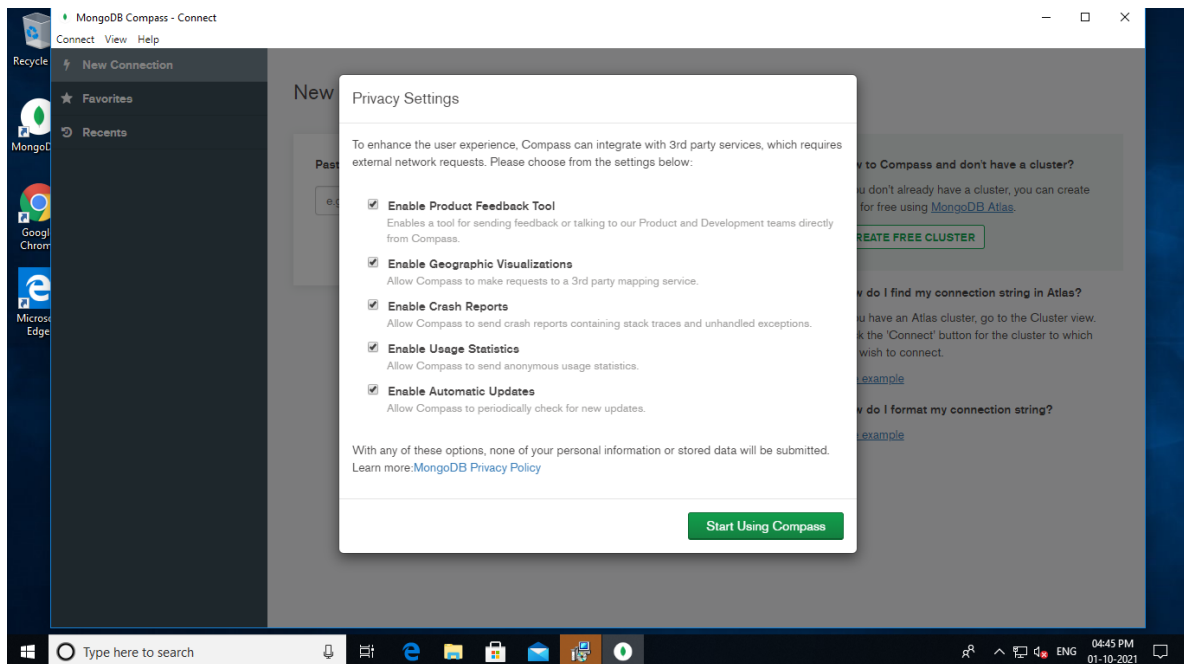 MongoDB Compass - Connect
Connect View Help
Recycle
MongoD
Googl
Chrom
Micros
Edge
New Connection
Favorites
Recents
New
Past
e.g
Privacy Settings
To enhance the user experience, Compass can integrate with 3rd party services, which requires
external network requests. Please choose from the settings below:
Enable Product Feedback Tool
Enables a tool for sending feedback or talking to our Product and Development teams directly
from Compass.
Enable Geographic Visualizations
Allow Compass to make requests to a 3rd party mapping service.
Enable Crash Reports
Allow Compass to send crash reports containing stack traces and unhandled exceptions.
Enable Usage Statistics
Allow Compass to send anonymous usage statistics.
Enable Automatic Updates
Allow Compass to periodically check for new updates.
With any of these options, none of your personal information or stored data will be submitted.
Learn more:MongoDB Privacy Policy
Start Using Compass
w to Compass and don't have a cluster?
u don't already have a cluster, you can create
for free using MongoDB Atlas.
REATE FREE CLUSTER
w do I find my connection string in Atlas?
u have an Atlas cluster, go to the Cluster view.
k the 'Connect' button for the cluster to which
wish to connect.
example
w do I format my connection string?
example
Type here to search
ENG
04:45 PM
01-10-2021